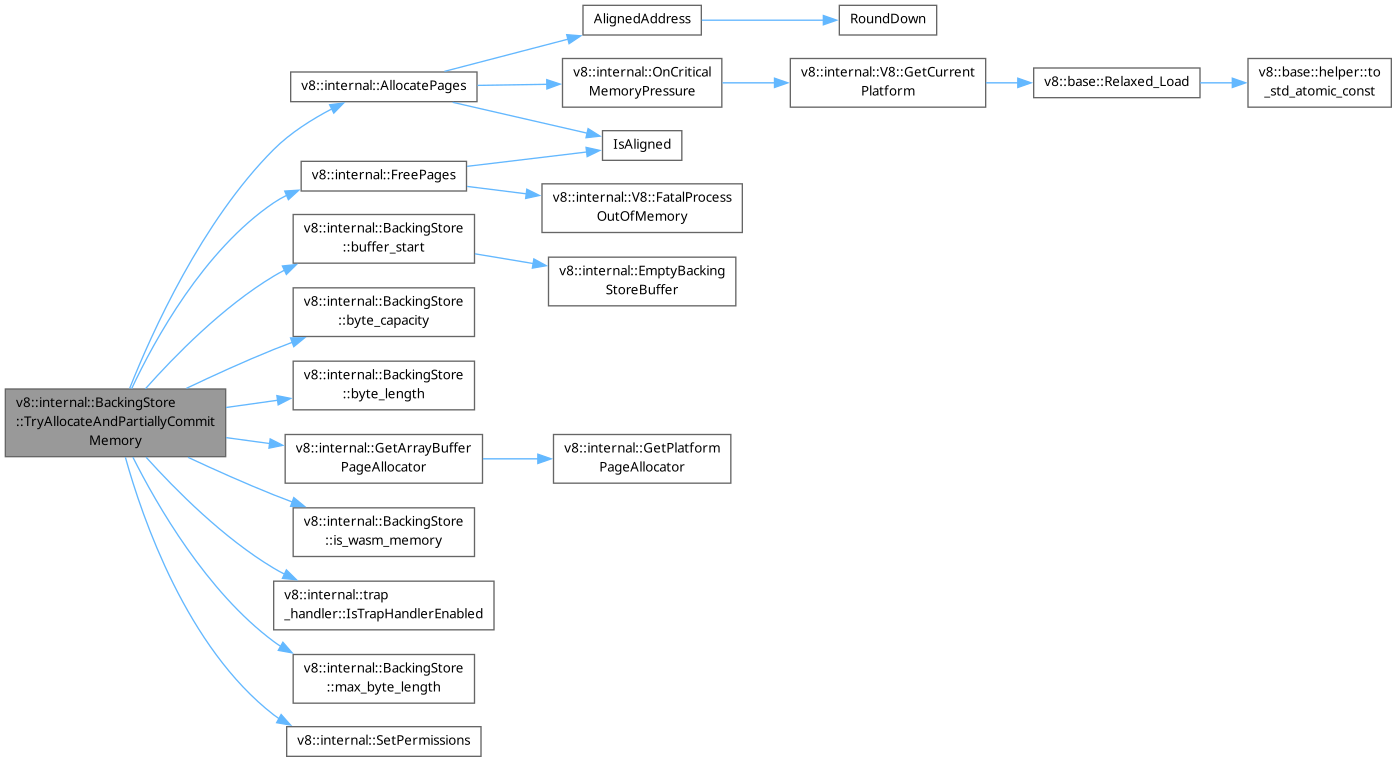 AlignedAddress
RoundDown
v8::internal::AllocatePages
v8::internal::OnCritical
MemoryPressure
v8::internal::V8::GetCurrent
Platform
v8::base::Relaxed_Load
v8::base::helper::to
_std_atomic_const
IsAligned
v8::internal::FreePages
v8::internal::V8::FatalProcess
OutOfMemory
v8::internal::BackingStore
::buffer_start
v8::internal::EmptyBacking
StoreBuffer
v8::internal::BackingStore
::byte_capacity
v8::internal::BackingStore
::byte_length
v8::internal::BackingStore
::TryAllocateAndPartiallyCommit
Memory
v8::internal::GetArrayBuffer
PageAllocator
v8::internal::GetPlatform
PageAllocator
v8::internal::BackingStore
::is_wasm_memory
v8::internal::trap
_handler::IsTrapHandlerEnabled
v8::internal::BackingStore
::max_byte_length
v8::internal::SetPermissions